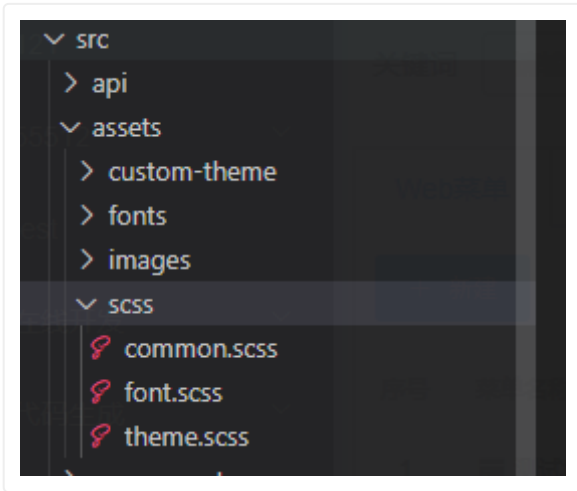 src
api
assets
custom-theme
fonts
images
scss
common.scss
font.scss
theme.scss